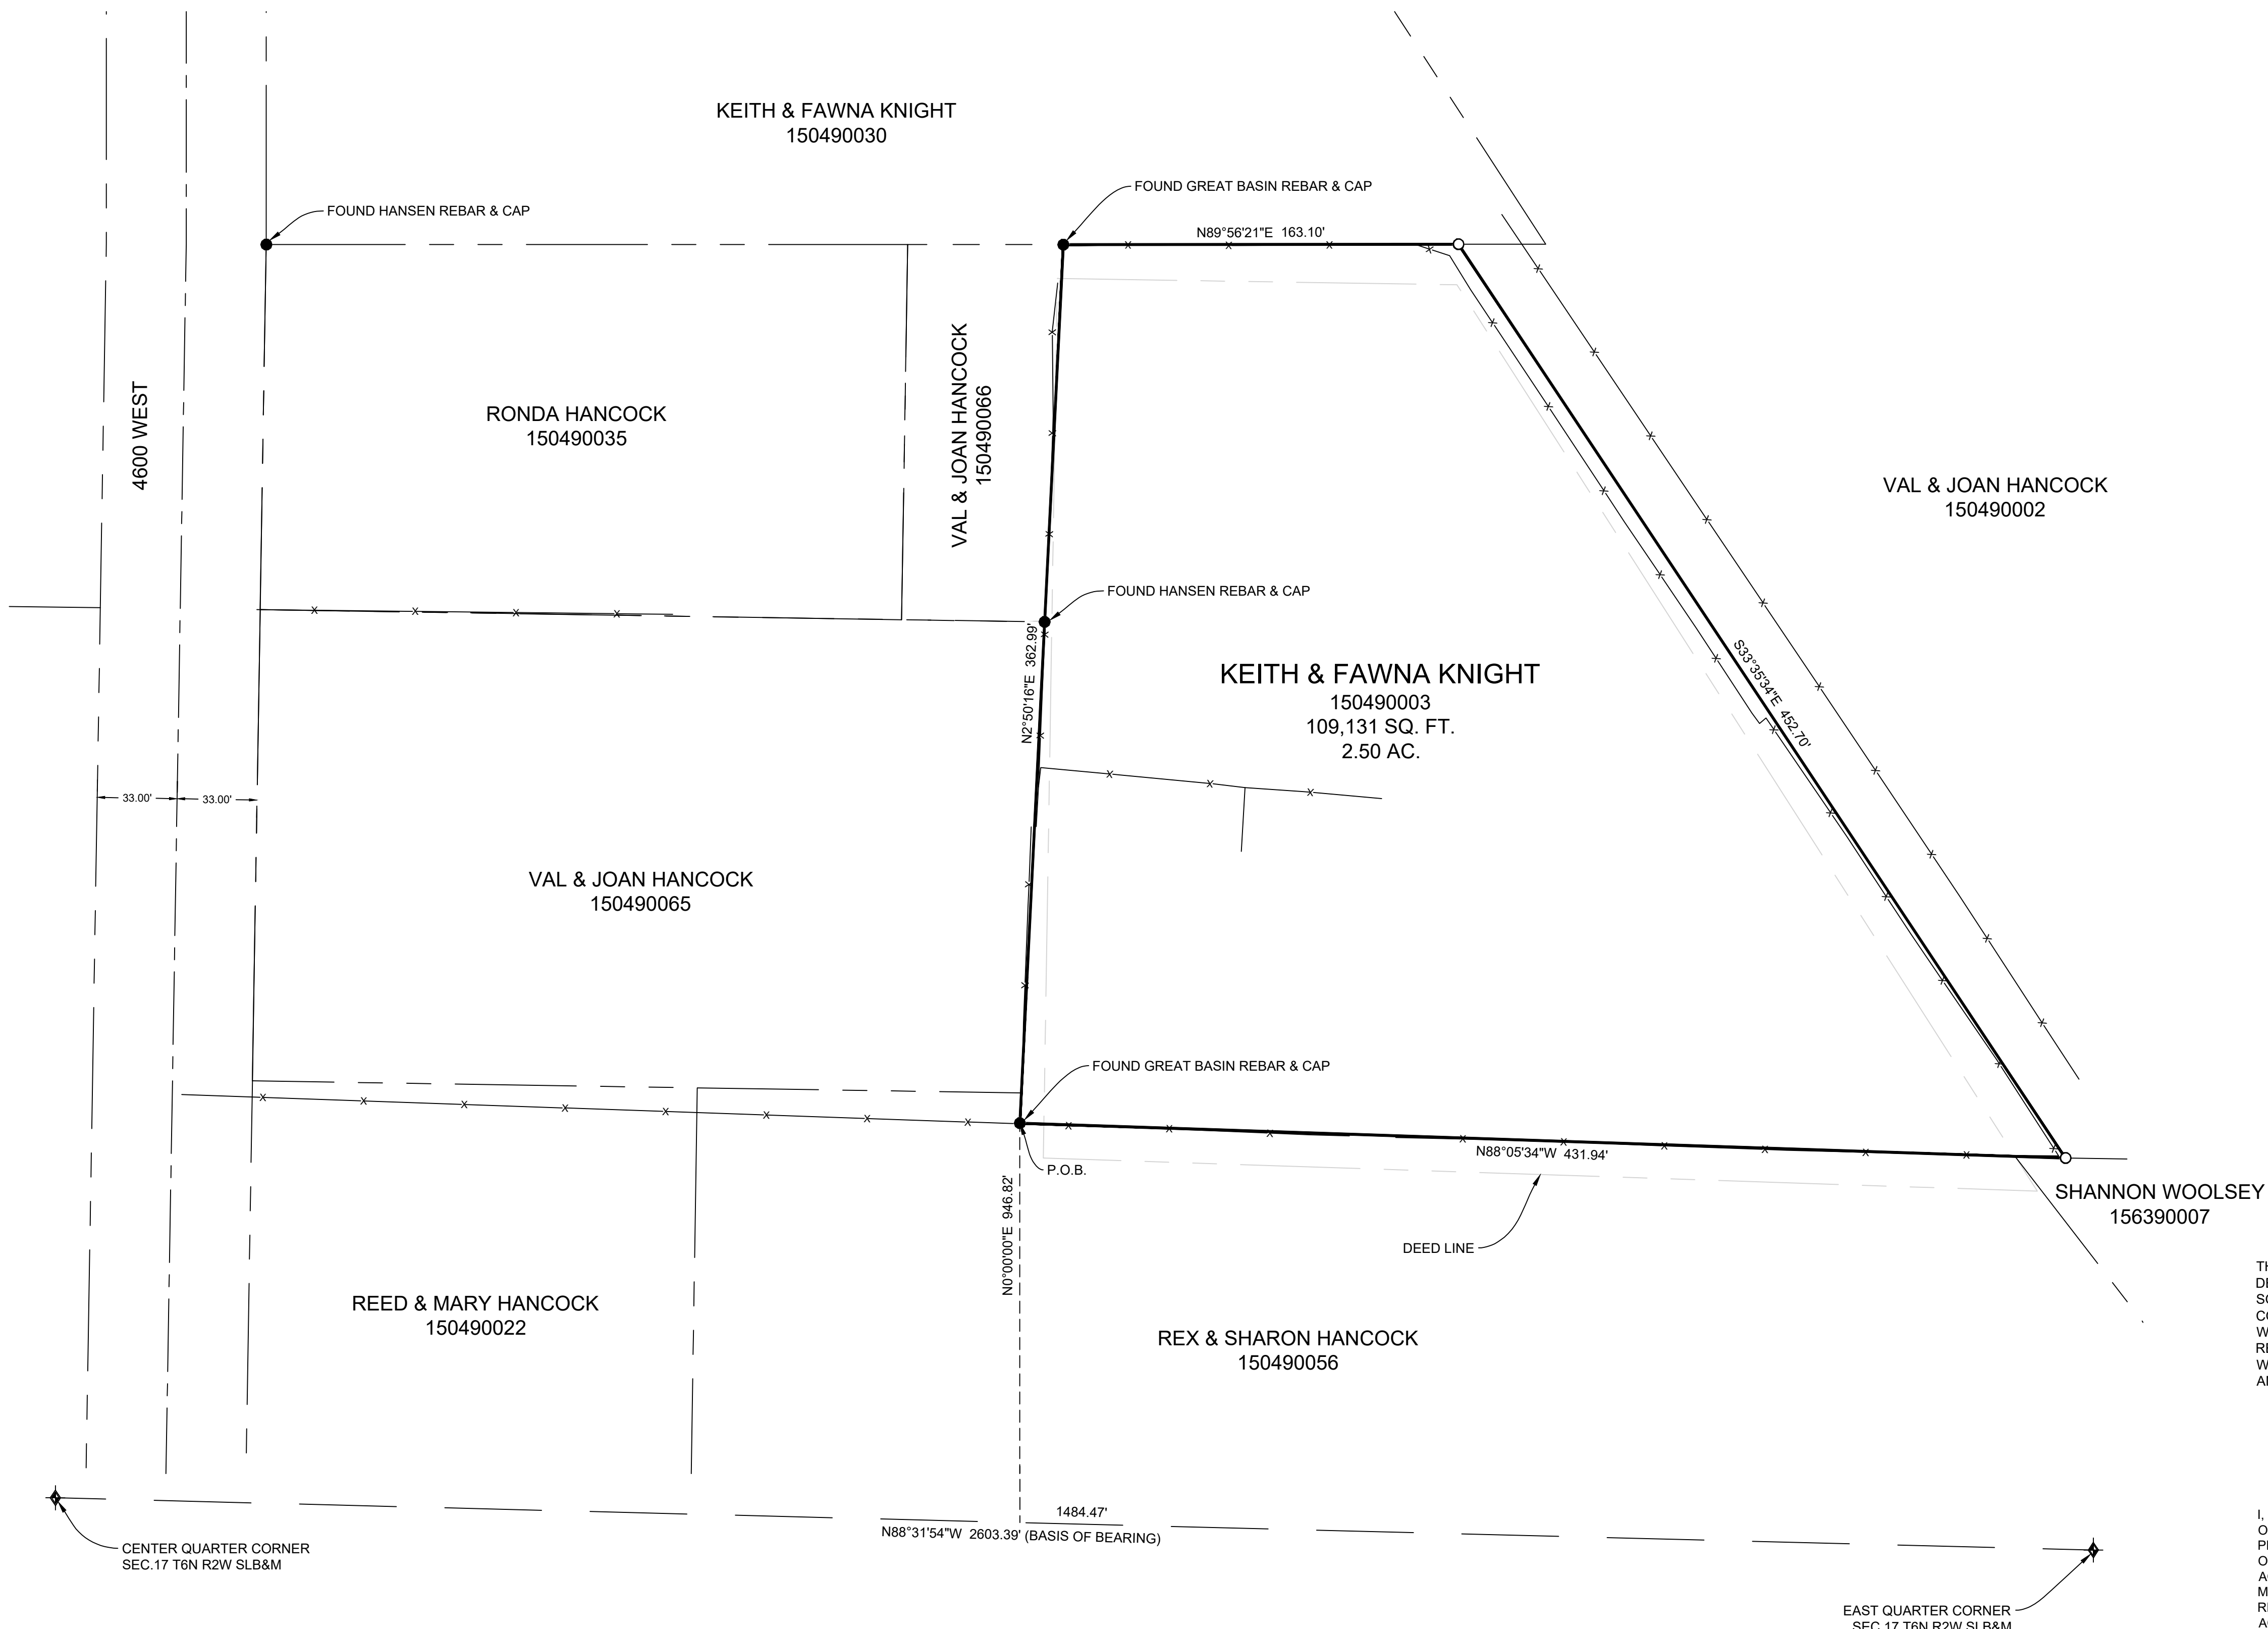 KEITH & FAWNA KNIGHT
150490030
FOUND GREAT BASIN REBAR & CAP
FOUND HANSEN REBAR & CAP
N89°56'21"E 163.10'
4600 WEST
RONDA HANCOCK
150490035
VAL & JOAN HANCOCK
150490066
VAL & JOAN HANCOCK
150490002
FOUND HANSEN REBAR & CAP
N2°50'16"E 362.99'
KEITH & FAWNA KNIGHT
150490003
109,131 SQ. FT.
2.50 AC.
S33°35'34"E 452.70'
33.00'
33.00'
VAL & JOAN HANCOCK
150490065
FOUND GREAT BASIN REBAR & CAP
N88°05'34"W 431.94'
P.O.B.
SHANNON WOOLSEY
156390007
N0°00'00"E 946.82'
DEED LINE
REED & MARY HANCOCK
150490022
REX & SHARON HANCOCK
150490056
1484.47'
N88°31'54"W 2603.39' (BASIS OF BEARING)
CENTER QUARTER CORNER
SEC.17 T6N R2W SLB&M
EAST QUARTER CORNER
SEC.17 T6N R2W SLB&M
I,